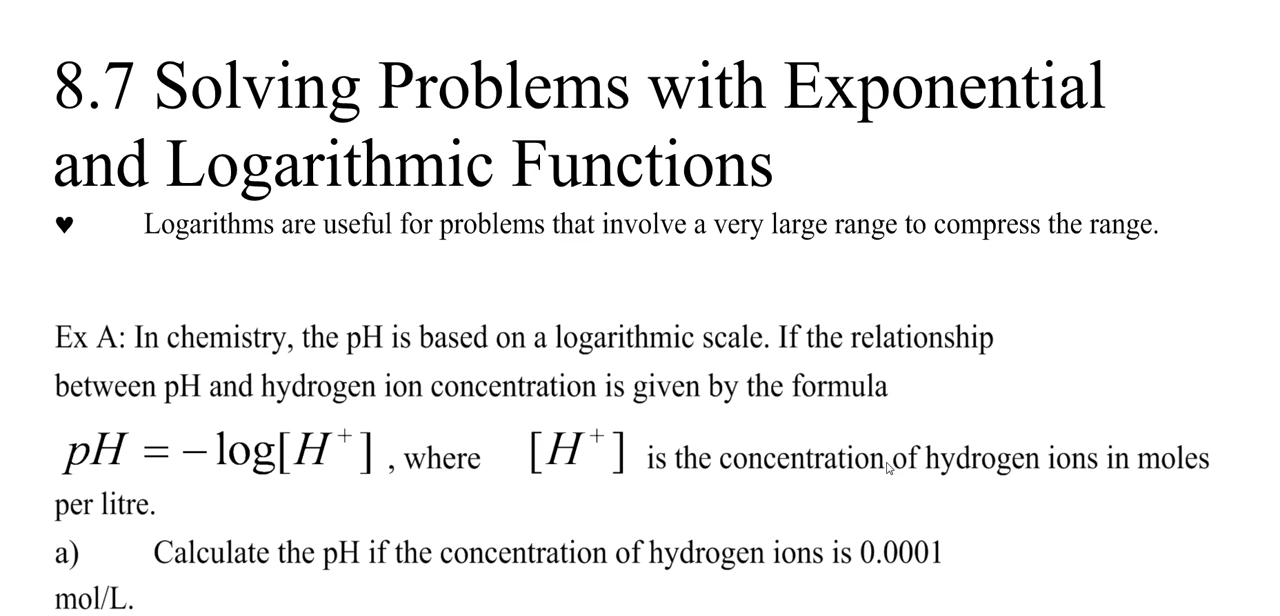 8.7 Solving Problems with Exponential
and Logarithmic Functions
♥ Logarithms are useful for problems that involve a very large range to compress the range.
Ex A: In chemistry, the pH is based on a logarithmic scale. If the relationship
between pH and hydrogen ion concentration is given by the formula
pH = − log[H⁺] , where [H⁺] is the concentration of hydrogen ions in moles
per litre.
a) Calculate the pH if the concentration of hydrogen ions is 0.0001
mol/L.